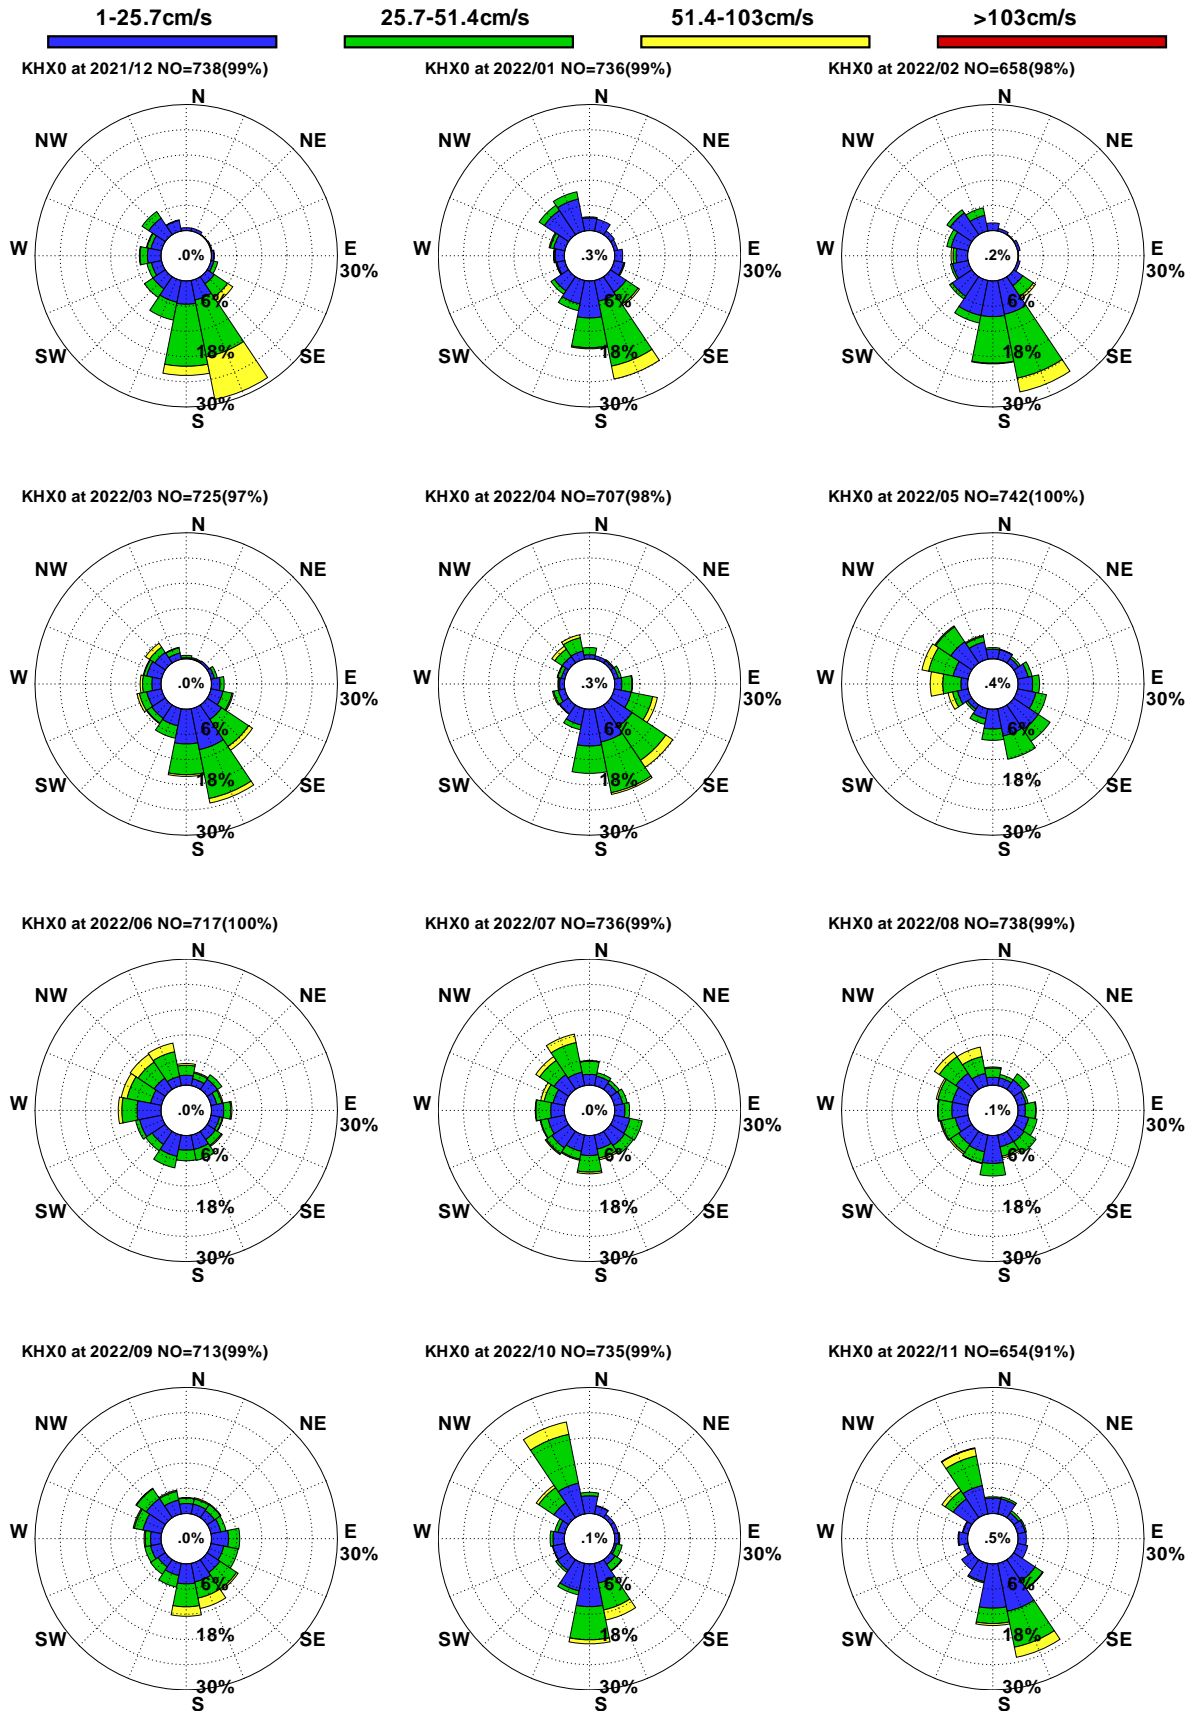 1-25.7cm/s 25.7-51.4cm/s 51.4-103cm/s >103cm/s
KHX0 at 2021/12 NO=738(99%) KHX0 at 2022/01 NO=736(99%) KHX0 at 2022/02 NO=658(98%)
N N N
NW NE NW NE NW NE
W .0% E W .3% E W .2% E
30% 30% 30%
6% 6% 6%
SW 18% SE SW 18% SE SW 18% SE
30% 30% 30%
S S S
KHX0 at 2022/03 NO=725(97%) KHX0 at 2022/04 NO=707(98%) KHX0 at 2022/05 NO=742(100%)
N N N
NW NE NW NE NW NE
W .0% E W .3% E W .4% E
30% 30% 30%
6% 6% 6%
SW 18% SE SW 18% SE SW 18% SE
30% 30% 30%
S S S
KHX0 at 2022/06 NO=717(100%) KHX0 at 2022/07 NO=736(99%) KHX0 at 2022/08 NO=738(99%)
N N N
NW NE NW NE NW NE
W .0% E W .0% E W .1% E
30% 30% 30%
6% 6% 6%
SW 18% SE SW 18% SE SW 18% SE
30% 30% 30%
S S S
KHX0 at 2022/09 NO=713(99%) KHX0 at 2022/10 NO=735(99%) KHX0 at 2022/11 NO=654(91%)
N N N
NW NE NW NE NW NE
W .0% E W .1% E W .5% E
30% 30% 30%
6% 6% 6%
SW 18% SE SW 18% SE SW 18% SE
30% 30% 30%
S S S